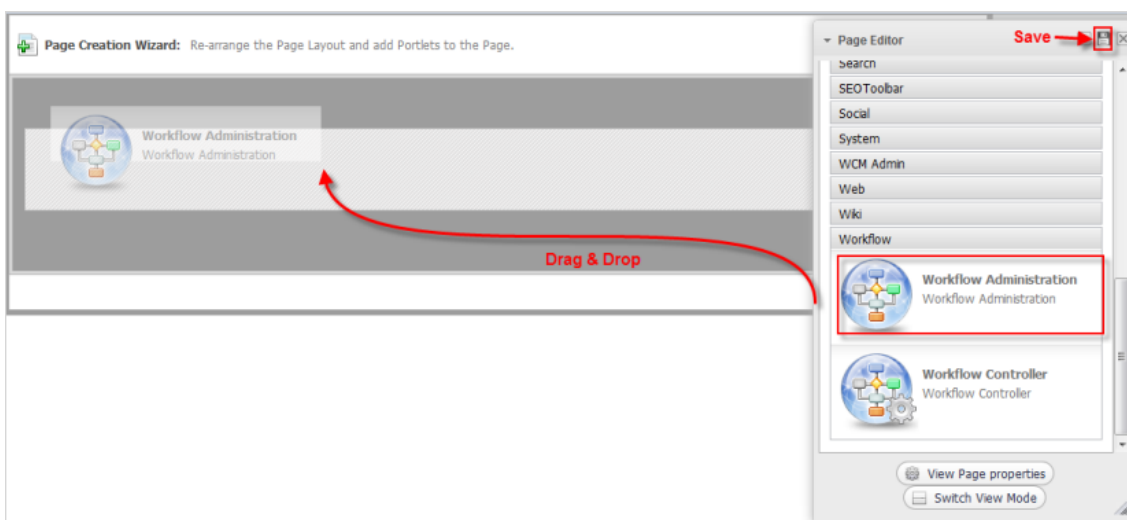 Page Creation Wizard: Re-arrange the Page Layout and add Portlets to the Page.
Workflow Administration
Workflow Administration
Drag & Drop
Page Editor
Save
Search
SEOToolbar
Social
System
WCM Admin
Web
Wiki
Workflow
Workflow Administration
Workflow Administration
Workflow Controller
Workflow Controller
View Page properties
Switch View Mode